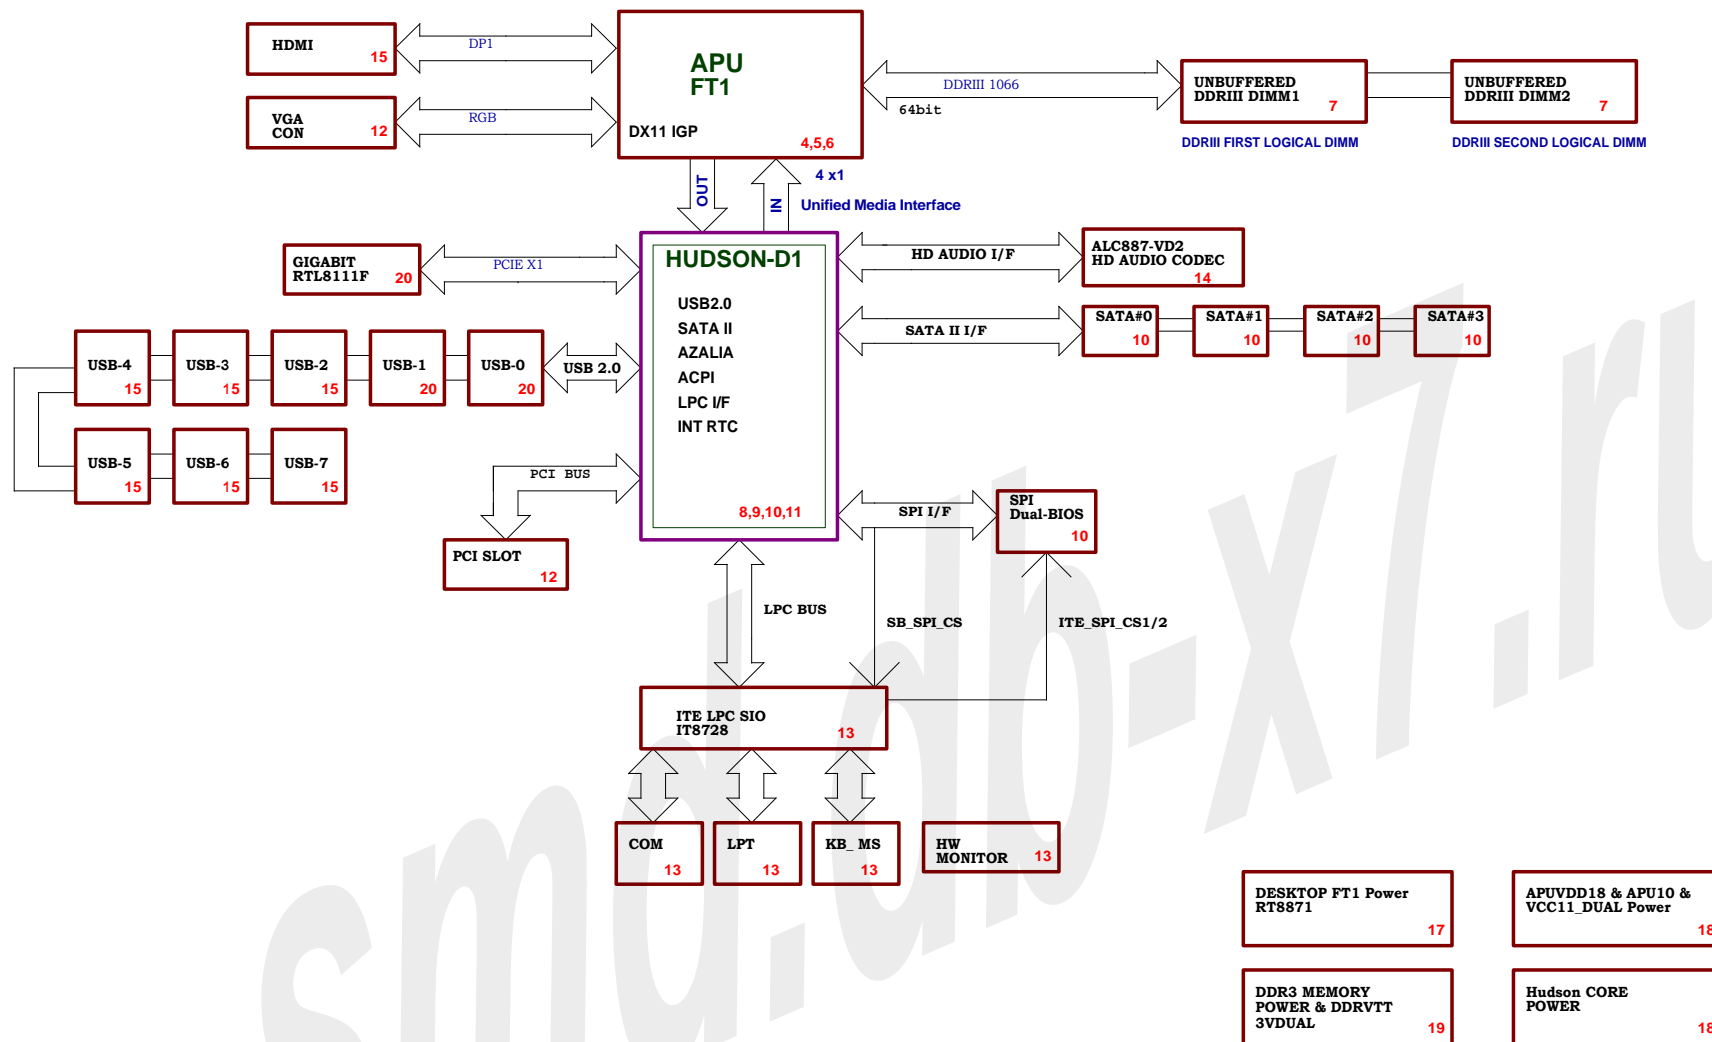 HDMI
15
DP1
APU
FT1
DX11 IGP
4,5,6
VGA
CON
12
RGB
DDRIII 1066
64bit
UNBUFFERED
DDRIII DIMM1
7
DDRIII FIRST LOGICAL DIMM
UNBUFFERED
DDRIII DIMM2
7
DDRIII SECOND LOGICAL DIMM
OUT
IN
4 x1
Unified Media Interface
GIGABIT
RTL8111F
20
PCIE X1
HUDSON-D1
USB2.0
SATA II
AZALIA
ACPI
LPC I/F
INT RTC
8,9,10,11
HD AUDIO I/F
ALC887-VD2
HD AUDIO CODEC
14
SATA II I/F
SATA#0
10
SATA#1
10
SATA#2
10
SATA#3
10
USB-4
15
USB-3
15
USB-2
15
USB-1
20
USB-0
20
USB 2.0
USB-5
15
USB-6
15
USB-7
15
PCI BUS
PCI SLOT
12
SPI I/F
SPI
Dual-BIOS
10
LPC BUS
SB_SPI_CS
ITE_SPI_CS1/2
ITE LPC SIO
IT8728
13
COM
13
LPT
13
KB_ MS
13
HW
MONITOR
13
DESKTOP FT1 Power
RT8871
17
APUVDD18 & APU10 &
VCC11_DUAL Power
18
DDR3 MEMORY
POWER & DDRVTT
3VDUAL
19
Hudson CORE
POWER
18
smd.db-x7.ru